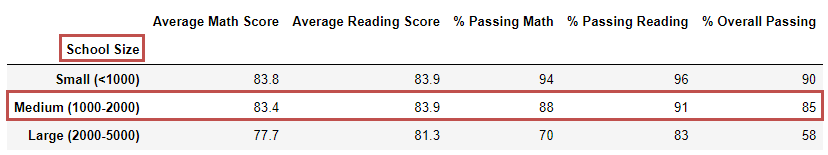 Average Math Score Average Reading Score % Passing Math % Passing Reading % Overall Passing
School Size
Small (<1000) 83.8 83.9 94 96 90
Medium (1000-2000) 83.4 83.9 88 91 85
Large (2000-5000) 77.7 81.3 70 83 58